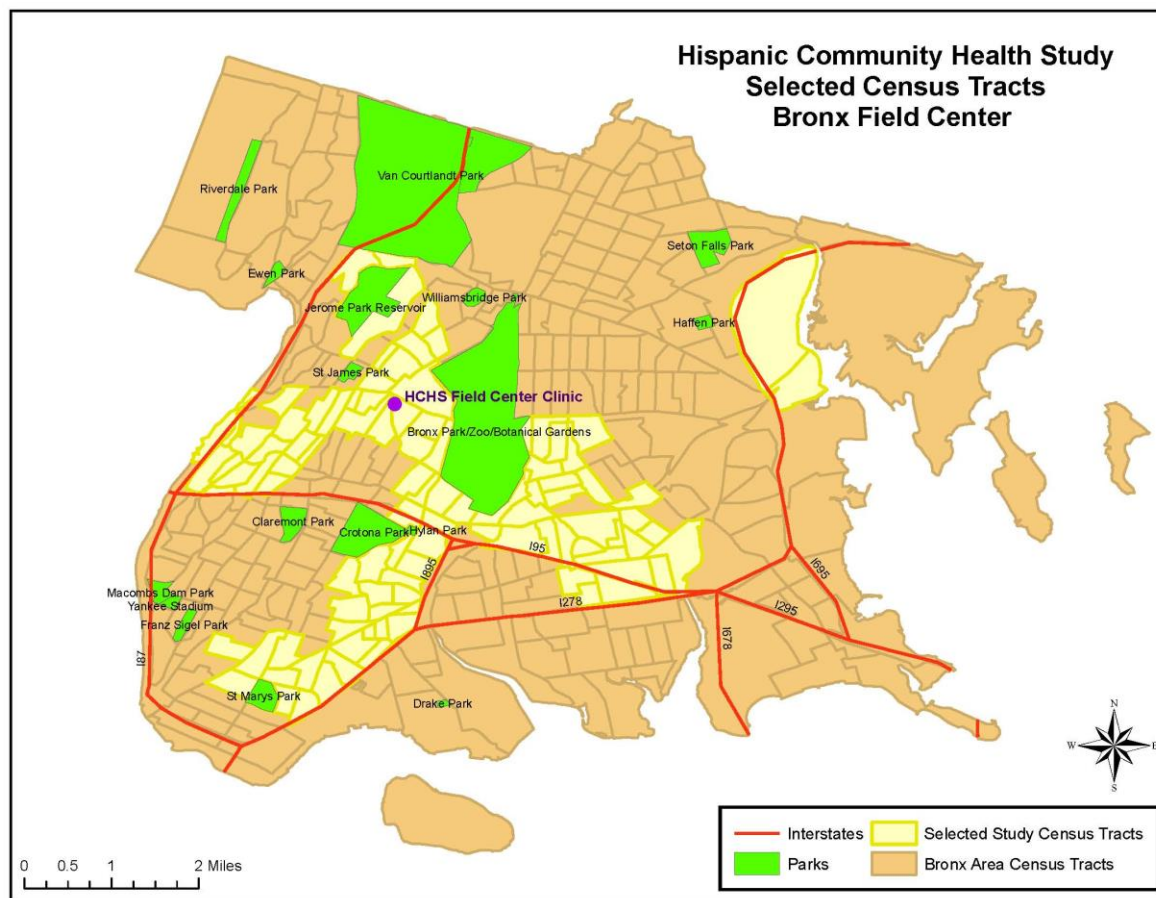 Hispanic Community Health Study
Selected Census Tracts
Bronx Field Center
Van Courtlandt Park
Riverdale Park
Seton Falls Park
Ewen Park
Williamsbridge Park
Jerome Park Reservoir
Haffen Park
St James Park
HCHS Field Center Clinic
Bronx Park/Zoo/Botanical Gardens
Claremont Park
Crotona Park
Hylan Park
I95
I895
I695
Macombs Dam Park
Yankee Stadium
I278
I295
Franz Sigel Park
I678
I87
St Marys Park
Drake Park
N
W
E
S
Interstates
Selected Study Census Tracts
Parks
Bronx Area Census Tracts
0 0.5 1 2 Miles